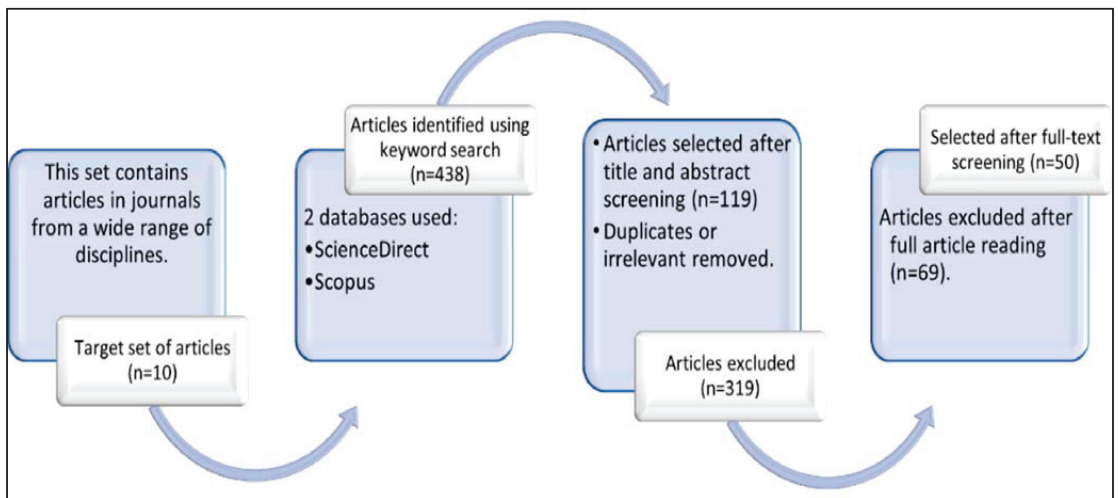 This set contains
articles in journals
from a wide range of
disciplines.
Target set of articles
(n=10)
Articles identified using
keyword search
(n=438)
2 databases used:
•ScienceDirect
•Scopus
• Articles selected after
title and abstract
screening (n=119)
• Duplicates or
irrelevant removed.
Articles excluded
(n=319)
Selected after full-text
screening (n=50)
Articles excluded after
full article reading
(n=69).